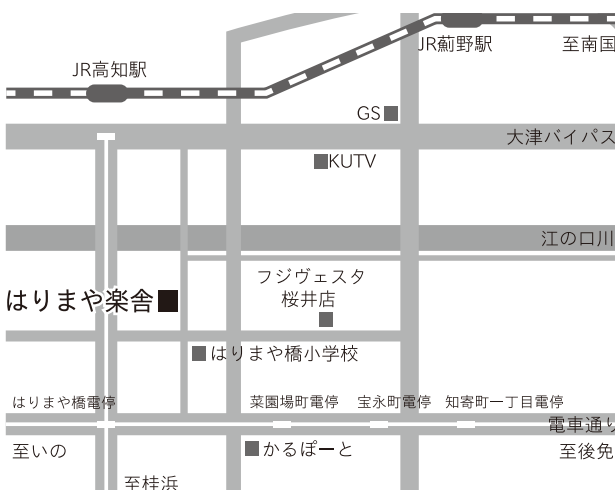 JR高知駅
JR薊野駅
至南国
GS
大津バイパス
KUTV
江の口川
フジヴェスタ
桜井店
はりまや楽舎
はりまや橋小学校
はりまや橋電停
菜園場町電停
宝永町電停
知寄町一丁目電停
電車通り
至いの
かるぽーと
至後免
至桂浜